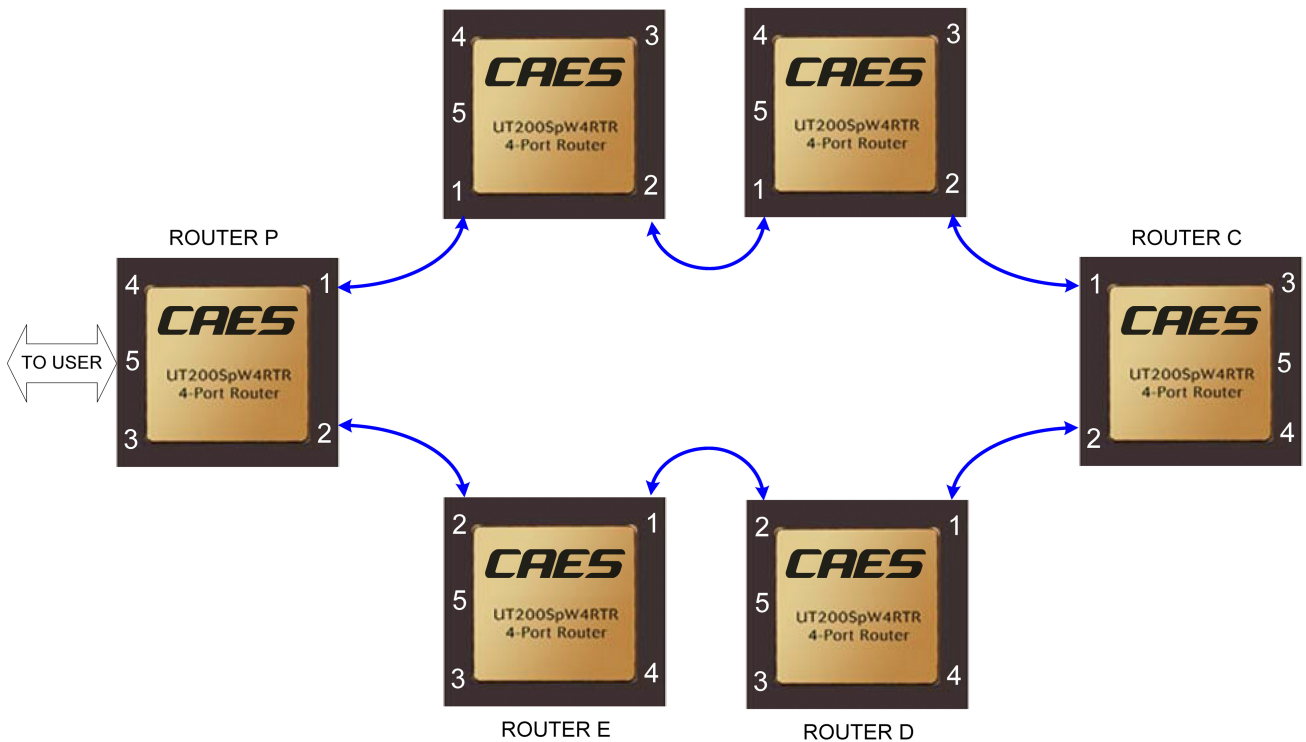 4
3
CAES
5
UT200SpW4RTR
4-Port Router
1
2
4
3
CAES
5
UT200SpW4RTR
4-Port Router
1
2
ROUTER P
4
1
CAES
TO USER
5
UT200SpW4RTR
4-Port Router
3
2
ROUTER C
1
3
CAES
5
UT200SpW4RTR
4-Port Router
2
4
2
1
CAES
5
UT200SpW4RTR
4-Port Router
3
4
ROUTER E
2
1
CAES
5
UT200SpW4RTR
4-Port Router
3
4
ROUTER D